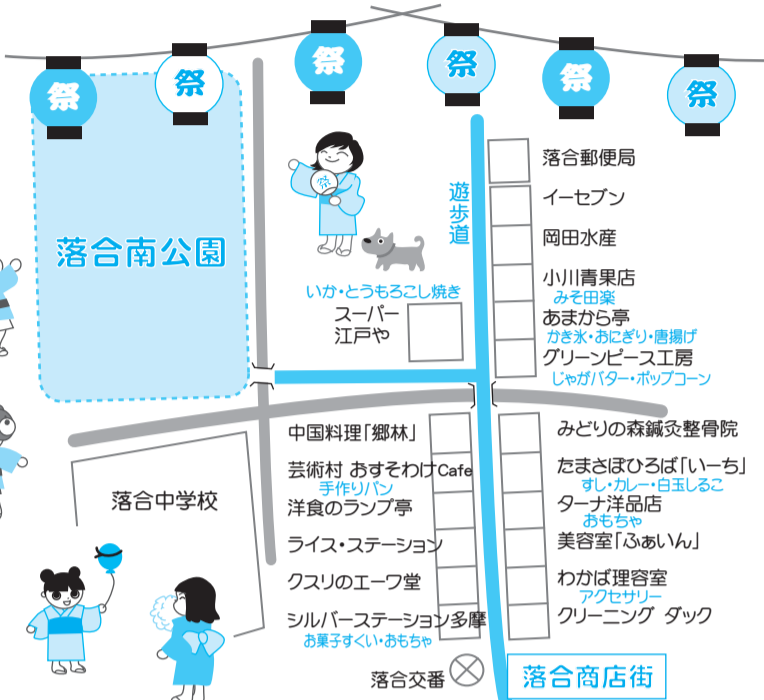 祭
祭
祭
祭
祭
祭
祭
落合南公園
遊歩道
いか・とうもろこし焼き
スーパー
江戸や
落合郵便局
イーセブン
岡田水産
小川青果店
みそ田楽
あまから亭
かき氷・おにぎり・唐揚げ
グリーンピース工房
じゃがバター・ポップコーン
中国料理「郷林」
芸術村 おすそわけCafe
手作りパン
洋食のランプ亭
ライス・ステーション
クスリのエーワ堂
シルバーステーション多摩
お菓子すくい・おもちゃ
落合交番
みどりの森鍼灸整骨院
たまさぽひろば「いーち」
すし・カレー・白玉しるこ
ターナ洋品店
おもちゃ
美容室「ふぁいん」
わかば理容室
アクセサリー
クリーニング ダック
落合商店街
落合中学校